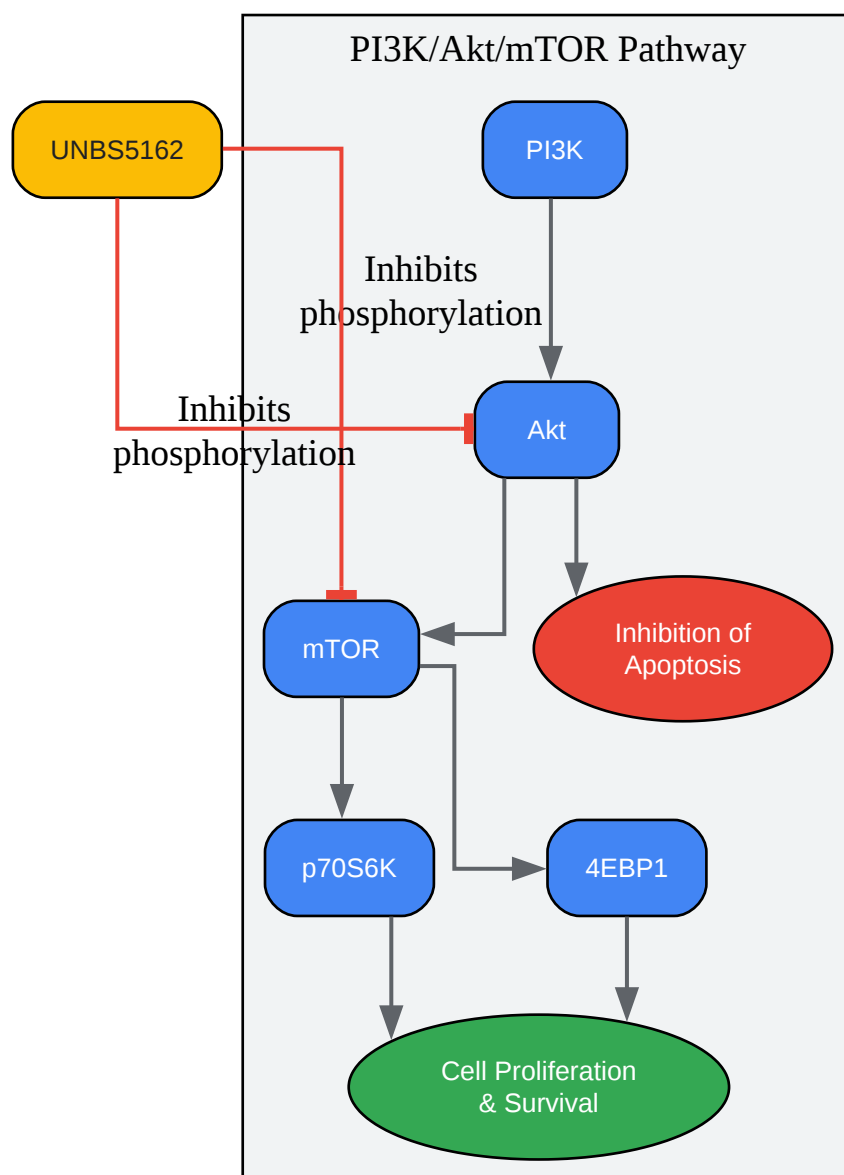 PI3K/Akt/mTOR Pathway
UNBS5162
PI3K
Inhibits
phosphorylation
Inhibits
phosphorylation
Akt
Inhibition of
Apoptosis
mTOR
p70S6K
4EBP1
Cell Proliferation
& Survival